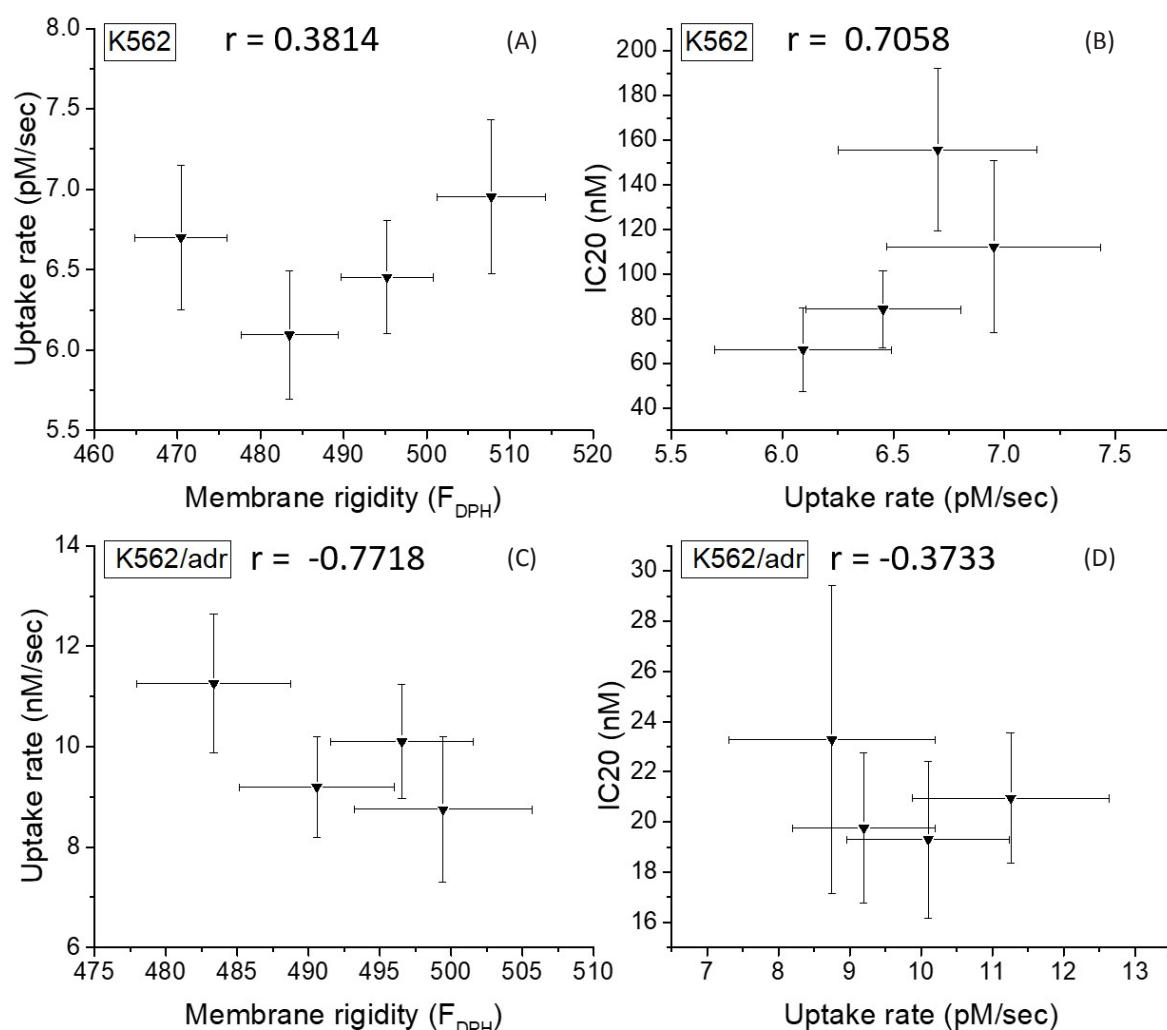 K562 r = 0.3814 (A)
8.0
7.5
7.0
6.5
6.0
5.5
Uptake rate (pM/sec)
460 470 480 490 500 510 520
Membrane rigidity (FDPH)
K562 r = 0.7058 (B)
200
180
160
140
120
100
80
60
40
IC20 (nM)
5.5 6.0 6.5 7.0 7.5
Uptake rate (pM/sec)
K562/adr r = -0.7718 (C)
14
12
10
8
6
Uptake rate (nM/sec)
475 480 485 490 495 500 505 510
Membrane rigidity (FDPH)
K562/adr r = -0.3733 (D)
30
28
26
24
22
20
18
16
IC20 (nM)
7 8 9 10 11 12 13
Uptake rate (pM/sec)